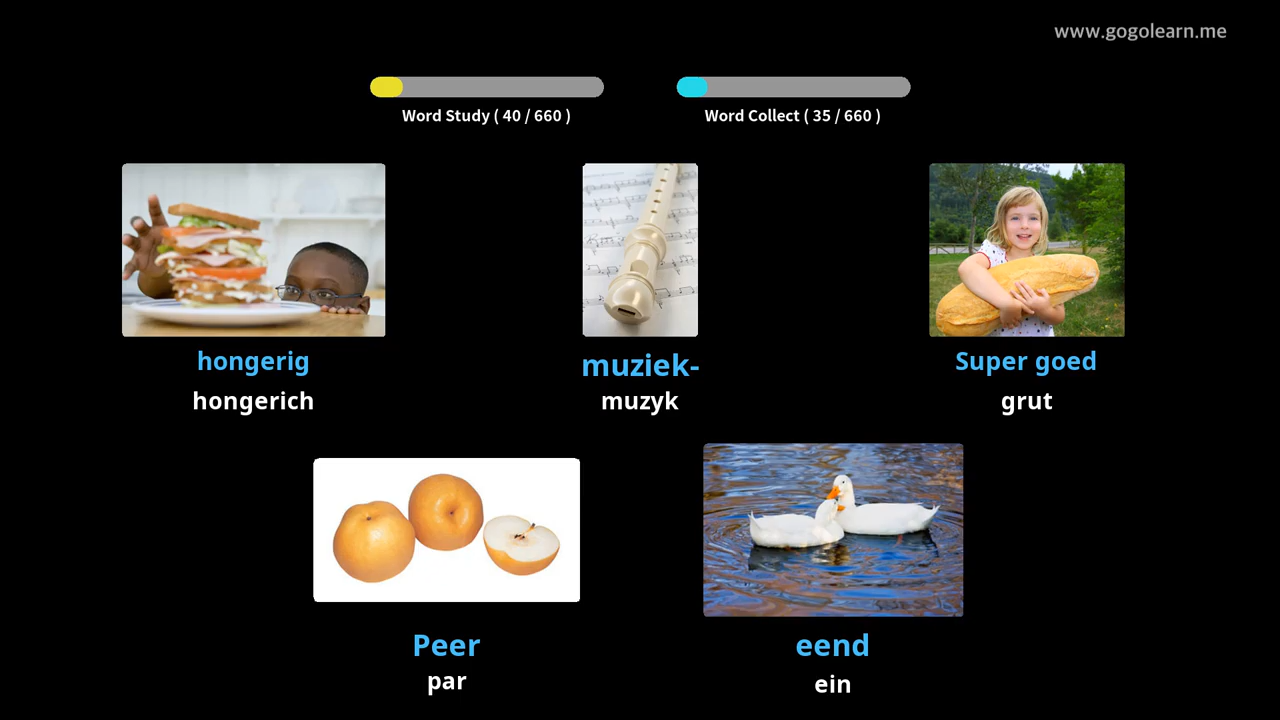 www.gogolearn.me
Word Study ( 40 / 660 )
Word Collect ( 35 / 660 )
hongerig
hongerich
muziek-
muzyk
Super goed
grut
Peer
par
eend
ein